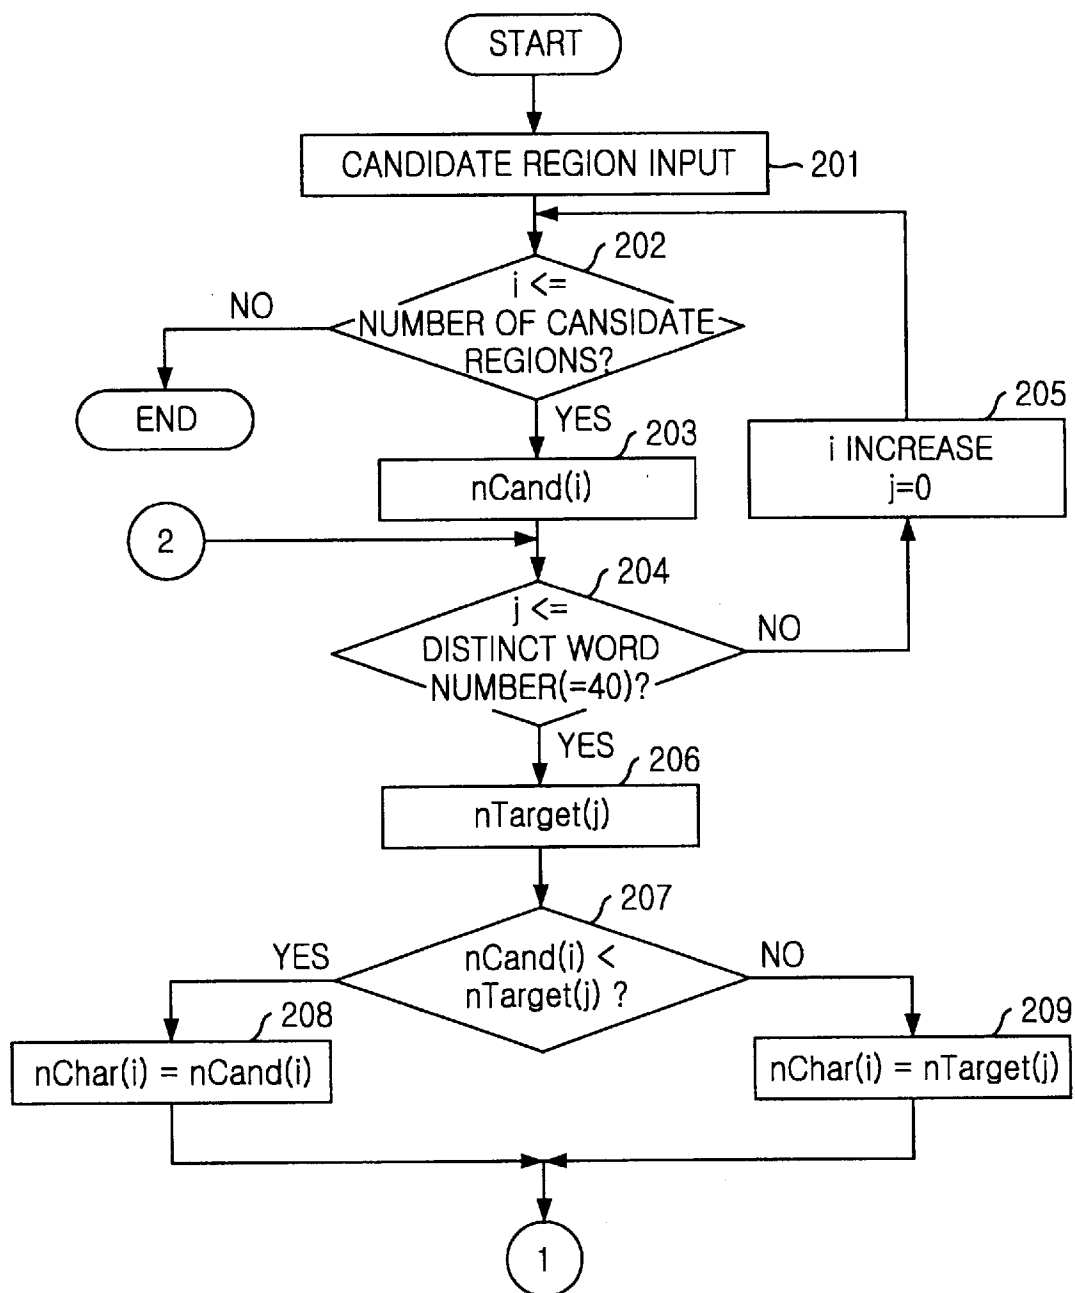 START
CANDIDATE REGION INPUT
201
202
i <=
NUMBER OF CANSIDATE
REGIONS?
NO
END
YES
203
nCand(i)
205
i INCREASE
j=0
2
204
j <=
DISTINCT WORD
NUMBER(=40)?
NO
YES
206
nTarget(j)
207
nCand(i) <
nTarget(j) ?
YES
NO
208
nChar(i) = nCand(i)
209
nChar(i) = nTarget(j)
1